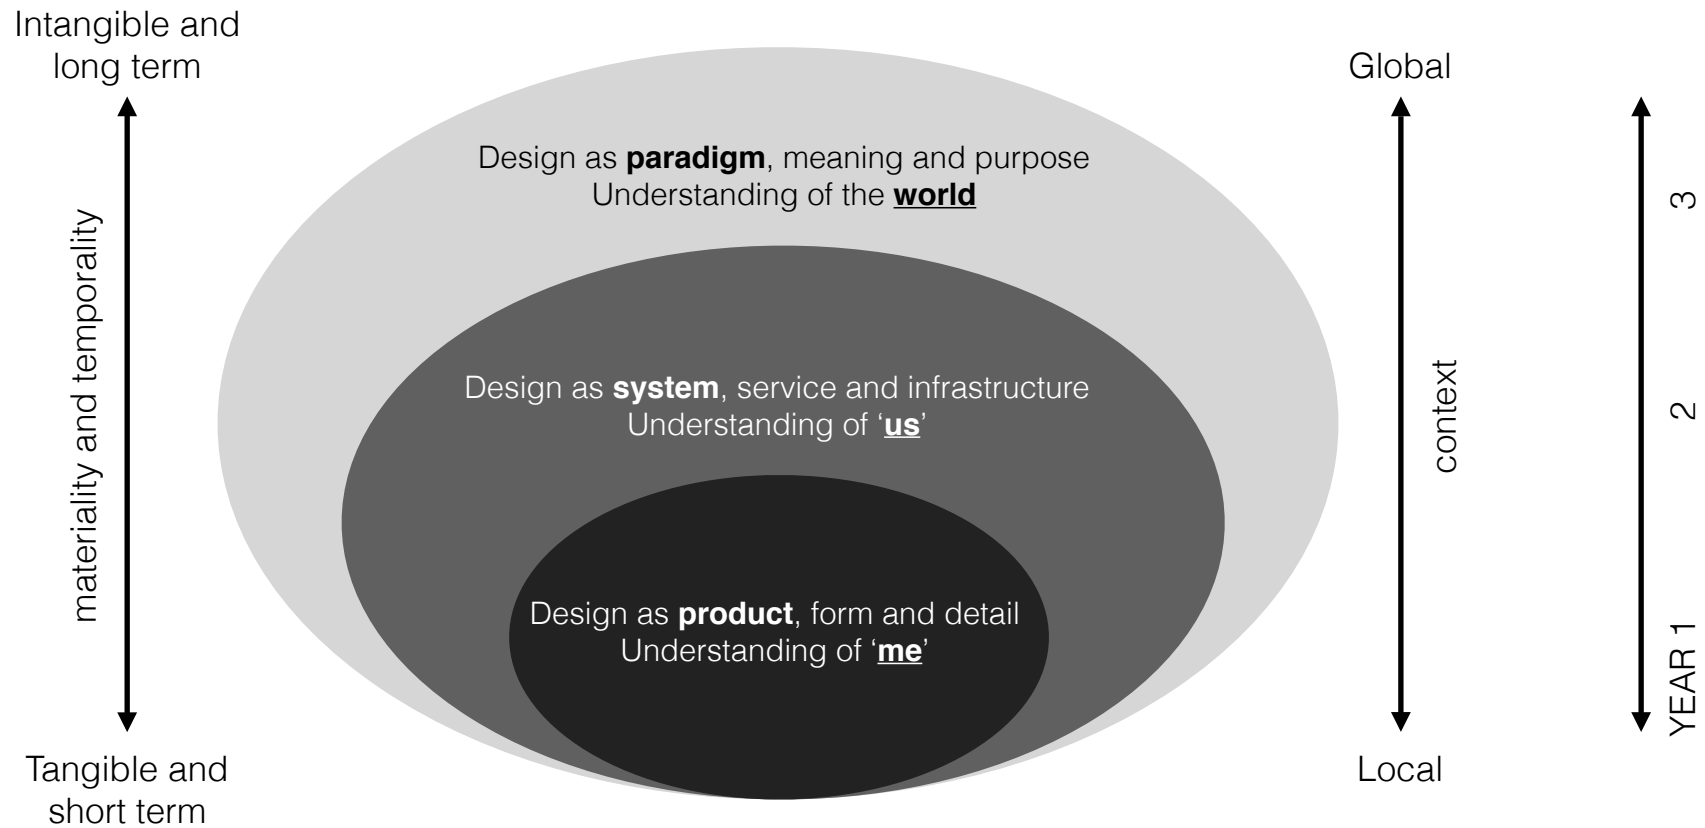 Intangible and
long term
Global
Design as paradigm, meaning and purpose
Understanding of the world
materiality and temporality
Design as system, service and infrastructure
Understanding of ‘us’
context
Design as product, form and detail
Understanding of ‘me’
YEAR 1
2
3
Tangible and
short term
Local